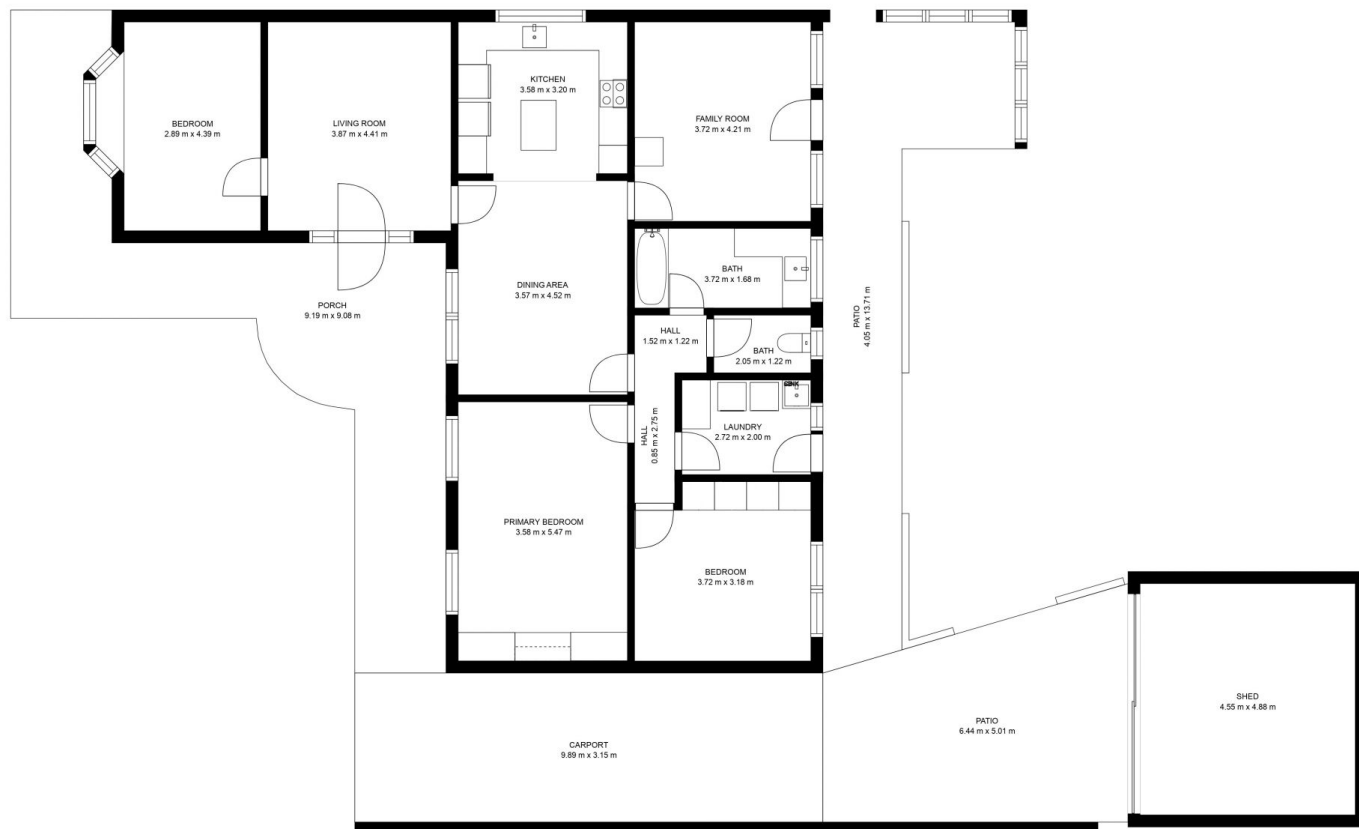 KITCHEN
3.58 m x 3.20 m
BEDROOM
2.89 m x 4.39 m
LIVING ROOM
3.87 m x 4.41 m
FAMILY ROOM
3.72 m x 4.21 m
BATH
3.72 m x 1.68 m
DINING AREA
3.57 m x 4.52 m
PORCH
9.19 m x 9.08 m
PATIO
4.05 m x 13.71 m
HALL
1.52 m x 1.22 m
BATH
2.05 m x 1.22 m
HALL
0.85 m x 2.75 m
LAUNDRY
2.72 m x 2.00 m
PRIMARY BEDROOM
3.58 m x 5.47 m
BEDROOM
3.72 m x 3.18 m
SHED
4.55 m x 4.88 m
PATIO
6.44 m x 5.01 m
CARPORT
9.89 m x 3.15 m